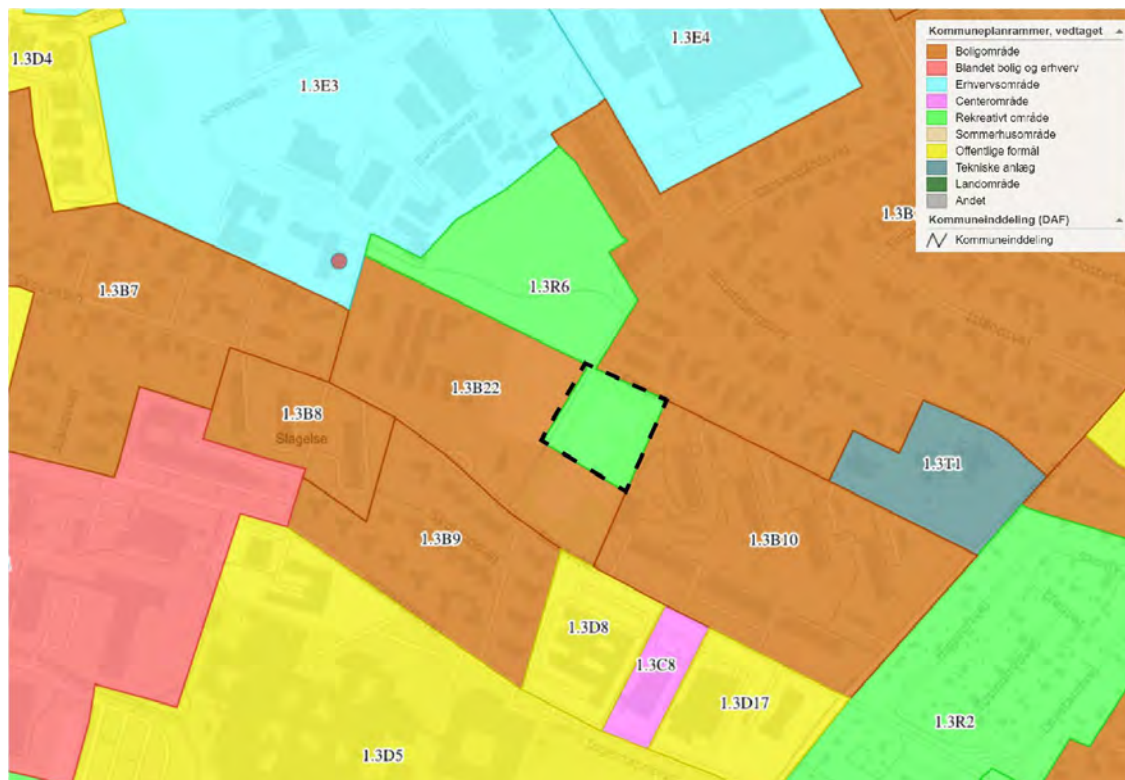 1.3D4
1.3E3
1.3E4
Kommuneplanrammer, vedtaget
Boligområde
Blandet bolig og erhverv
Erhvervsområde
Centerområde
Rekreativt område
Sommerhusområde
Offentlige formål
Tekniske anlæg
Landområde
Andet
Kommuneinddeling (DAF)
Kommuneinddeling
1.3B
1.3R6
1.3B7
1.3B22
1.3B8
Slagelse
1.3T1
1.3B9
1.3B10
1.3D8
1.3C8
1.3D17
1.3R2
1.3D5